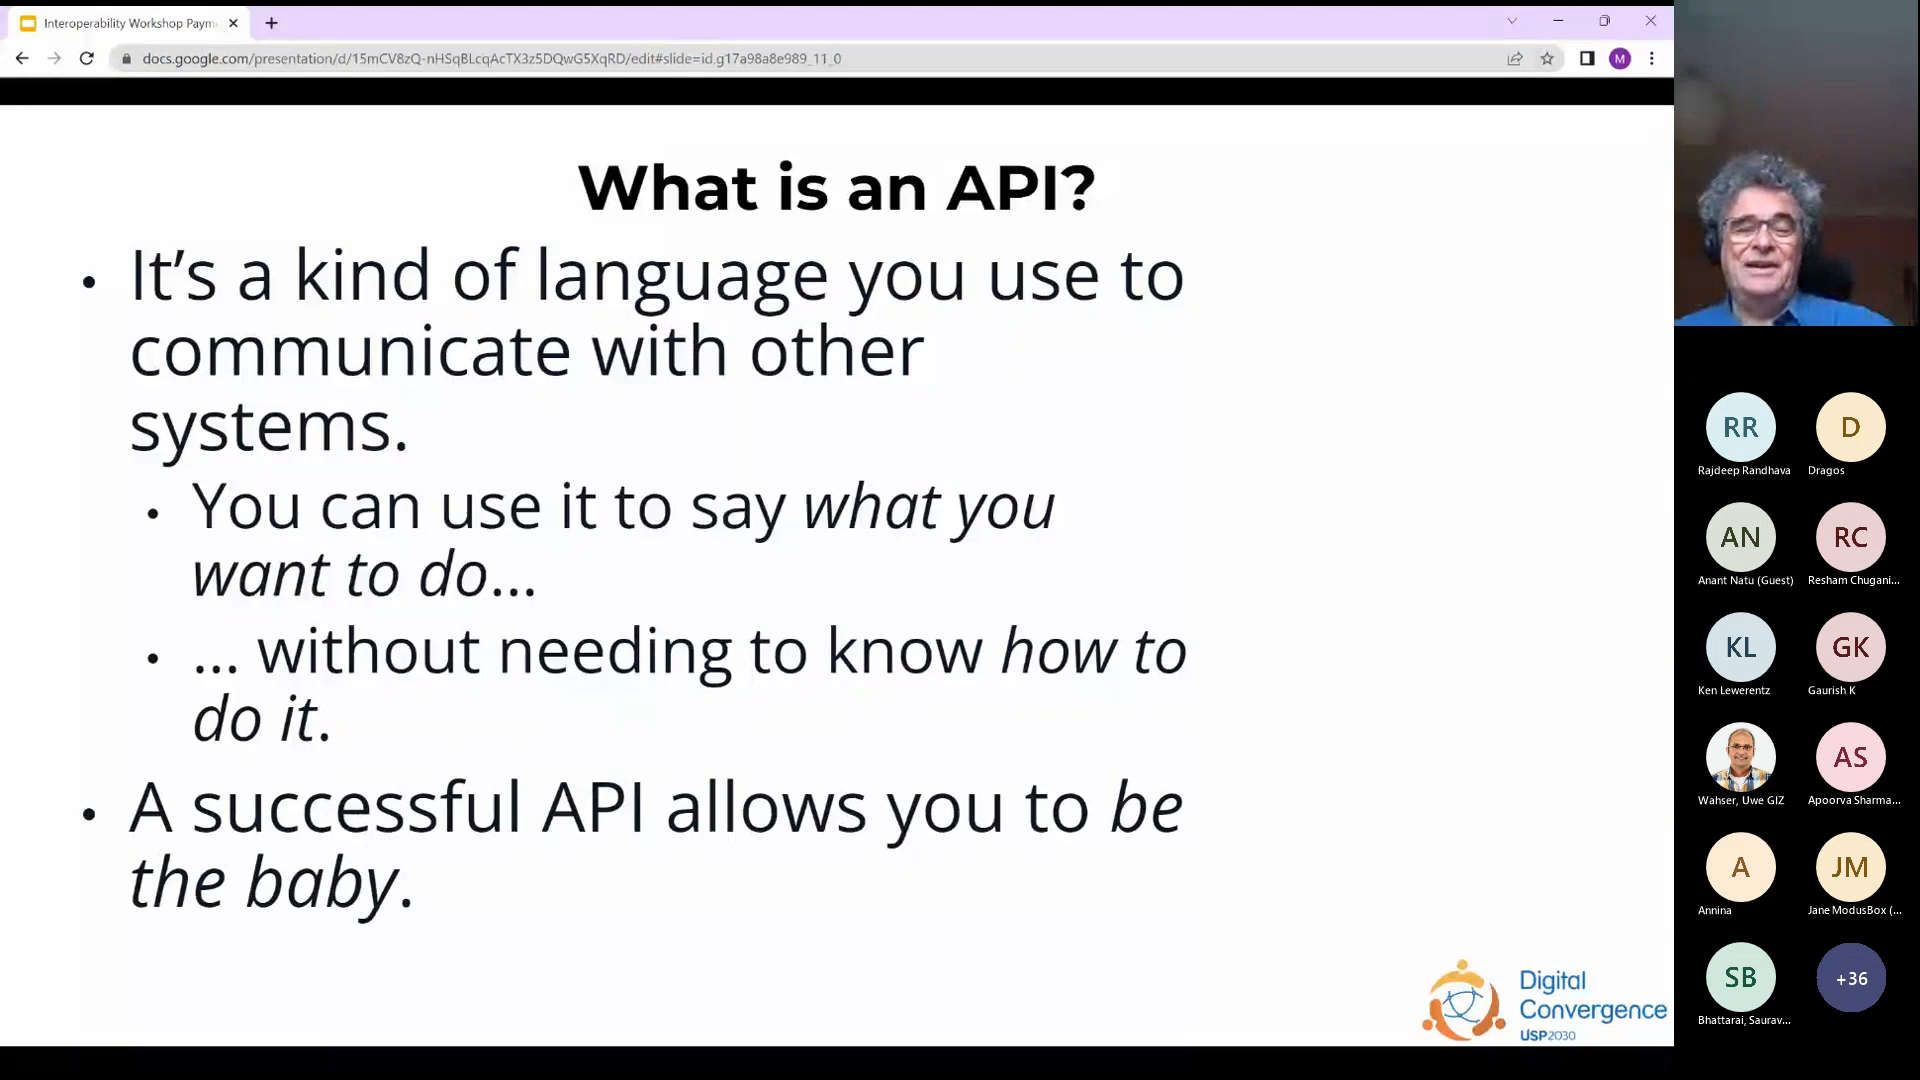 Interoperability Workshop Paym
docs.google.com/presentation/d/15mCV8zQ-nHSqBLcqAcTX3z5DQwG5XqRD/edit#slide=id.g17a98a8e989_11_0
M
What is an API?
• It’s a kind of language you use to
communicate with other
systems.
• You can use it to say what you
want to do…
• … without needing to know how to
do it.
• A successful API allows you to be
the baby.
Digital
Convergence
USP2030
RR
D
Rajdeep Randhava
Dragos
AN
RC
Anant Natu (Guest)
Resham Chugani...
KL
GK
Ken Lewerentz
Gaurish K
AS
Wahser, Uwe GIZ
Apoorva Sharma...
A
JM
Annina
Jane ModusBox (...
SB
+36
Bhattarai, Saurav...